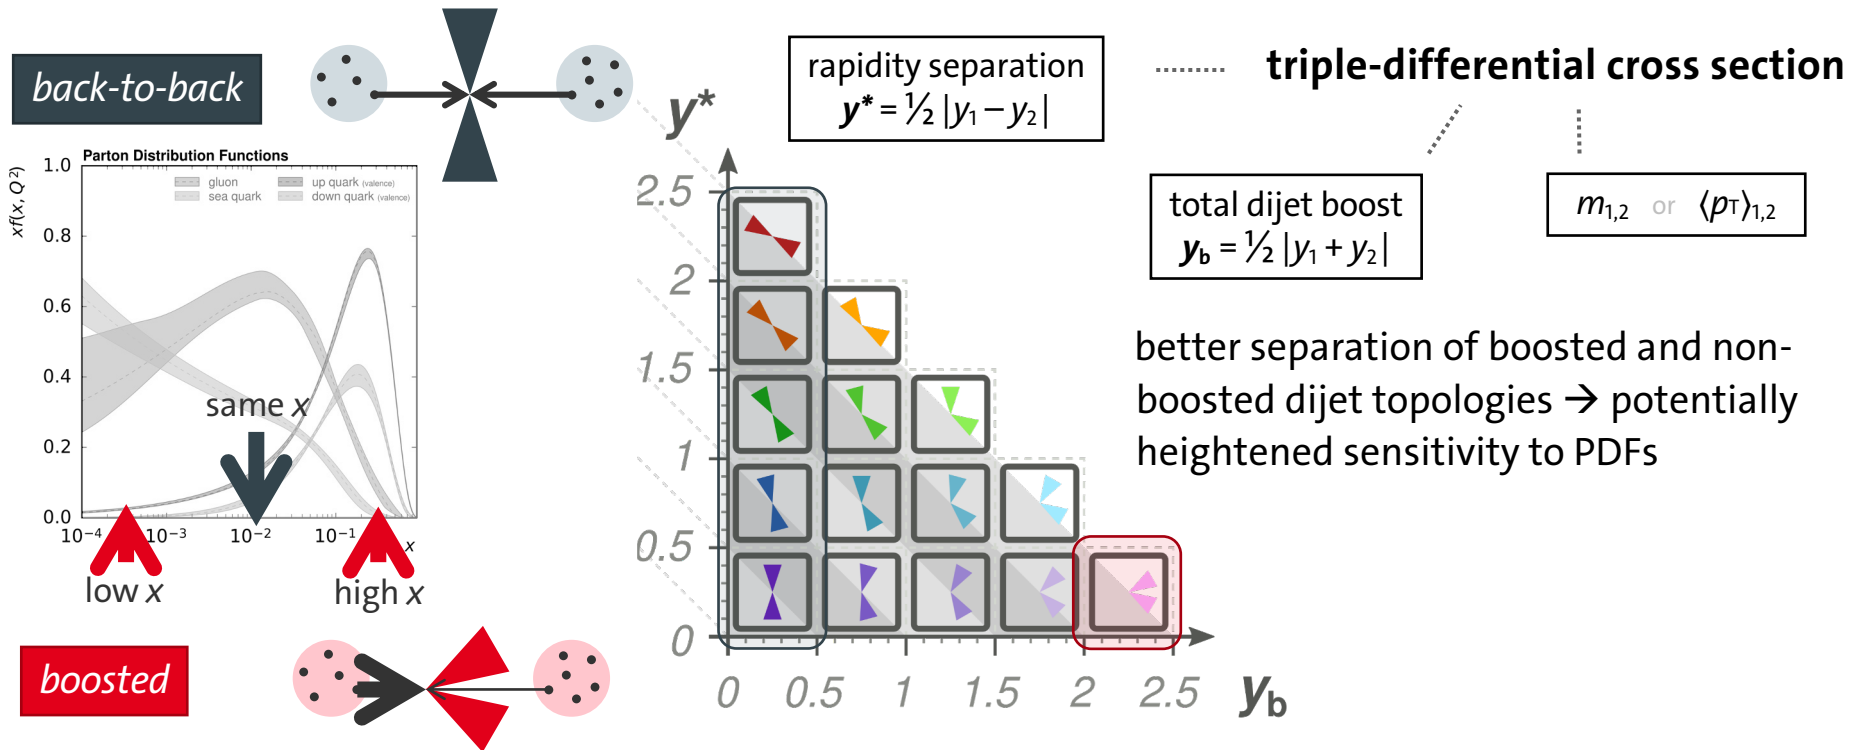 back-to-back
Parton Distribution Functions
gluon
sea quark
up quark (valence)
down quark (valence)
xf(x, Q²)
1.0
0.8
0.6
0.4
0.2
0.0
10⁻⁴
10⁻³
10⁻²
10⁻¹
x
same x
low x
high x
boosted
y*
2.5
2
1.5
1
0.5
0
0
0.5
1
1.5
2
2.5
y_b
rapidity separation
y* = ½ |y₁ − y₂|
triple-differential cross section
total dijet boost
y_b = ½ |y₁ + y₂|
m₁,₂ or ⟨pT⟩₁,₂
better separation of boosted and non-
boosted dijet topologies → potentially
heightened sensitivity to PDFs